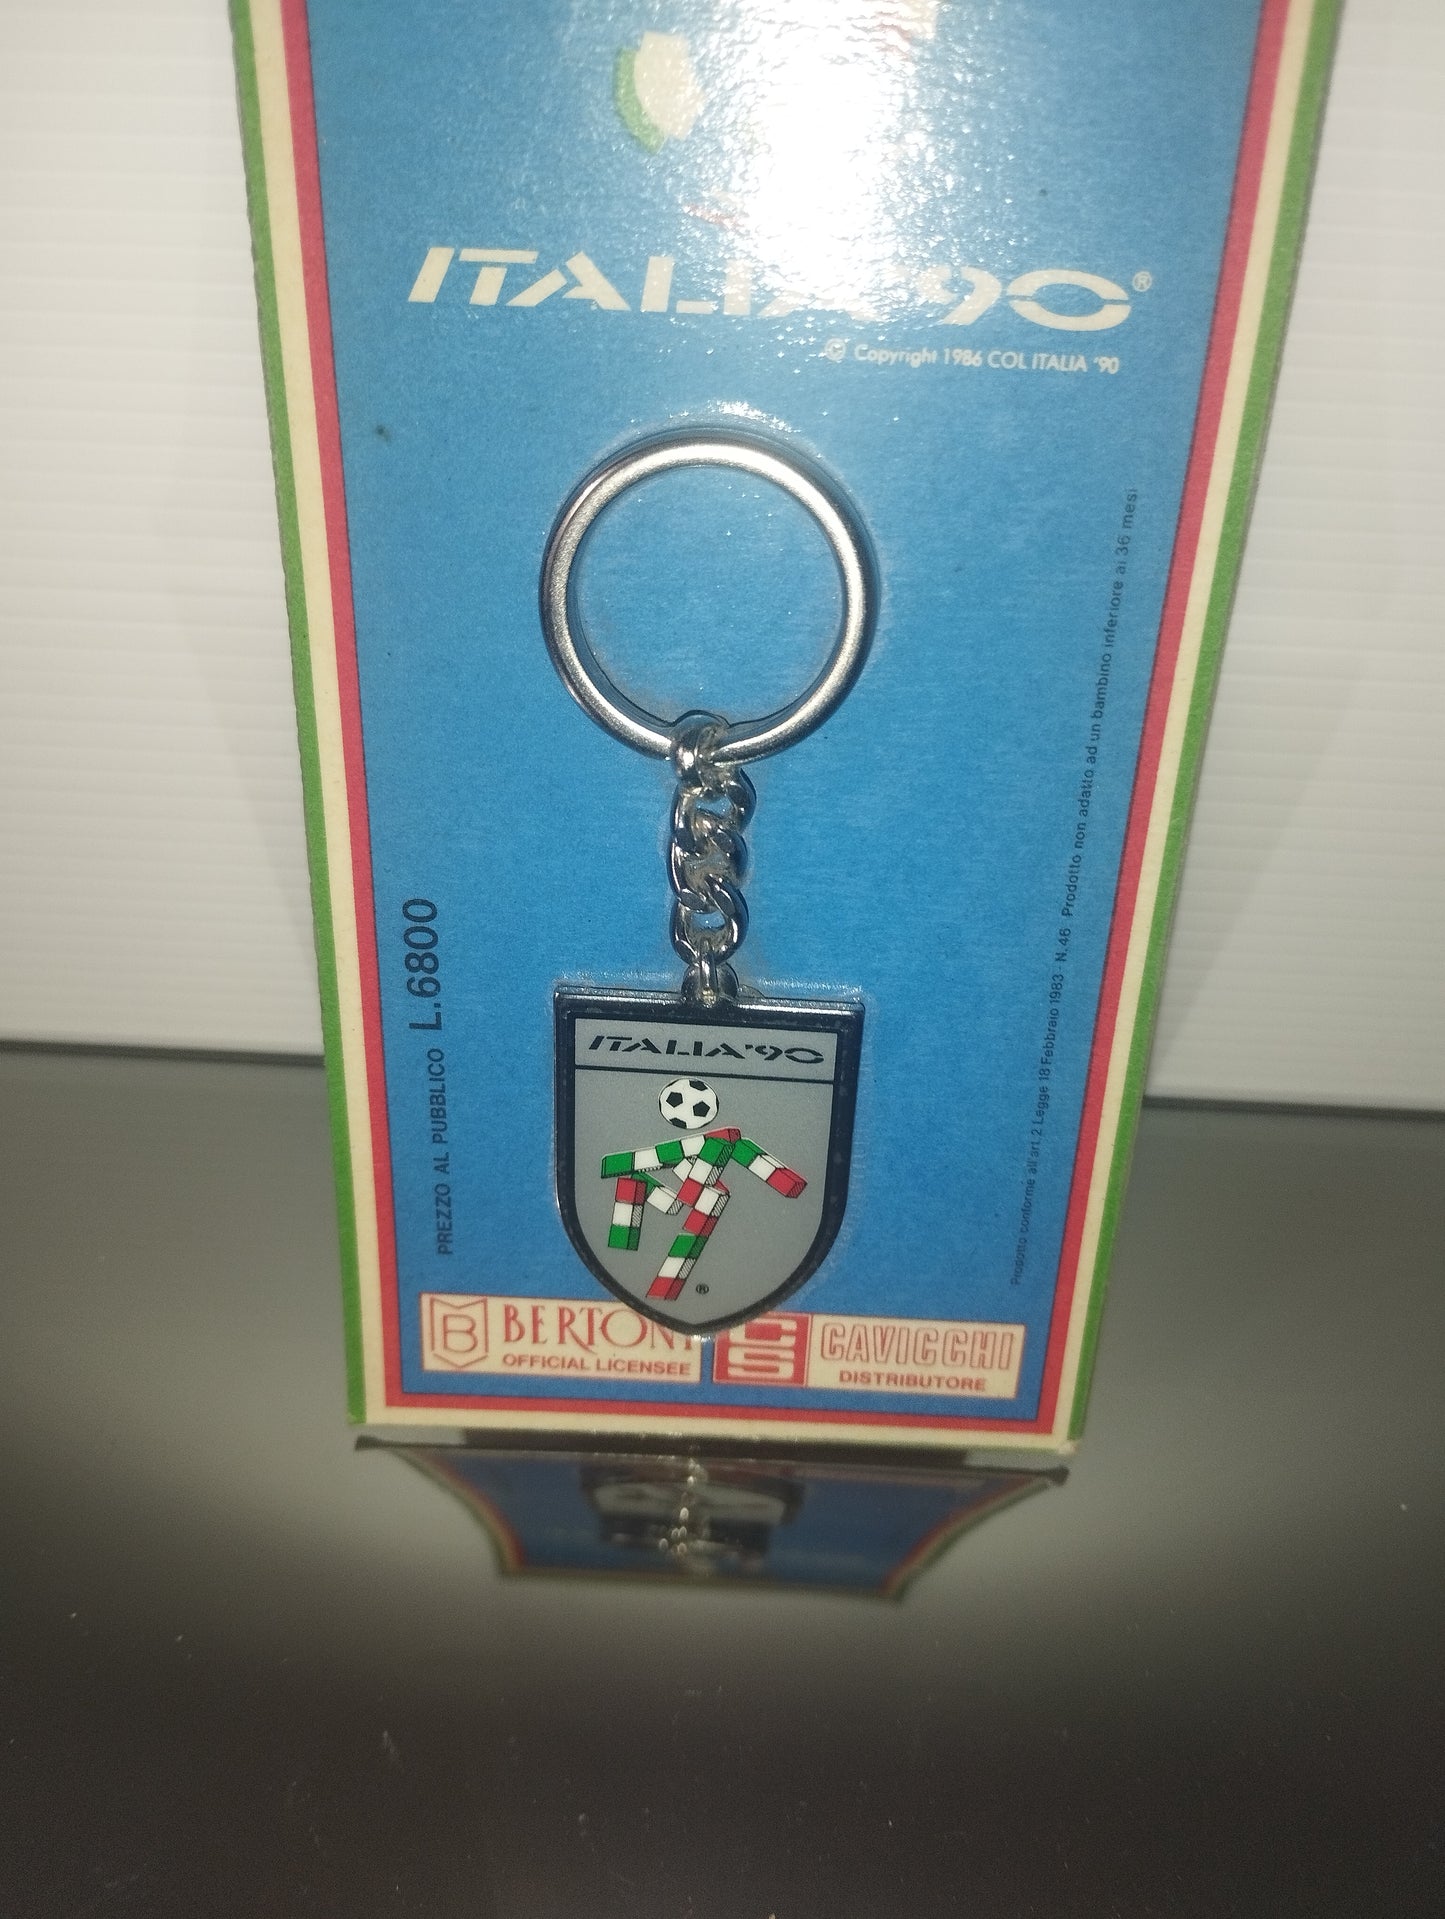 ITALIA '90®
© Copyright 1986 COL ITALIA '90
PREZZO AL PUBBLICO L.6800
Prodotto conforme all'art. 2 Legge 18 Febbraio 1983 N.46 Prodotto non adatto ad un bambino inferiore ai 36 mesi
ITALIA'90
®
B BERTONI
OFFICIAL LICENSEE
CS CAVICCHI
DISTRIBUTORE